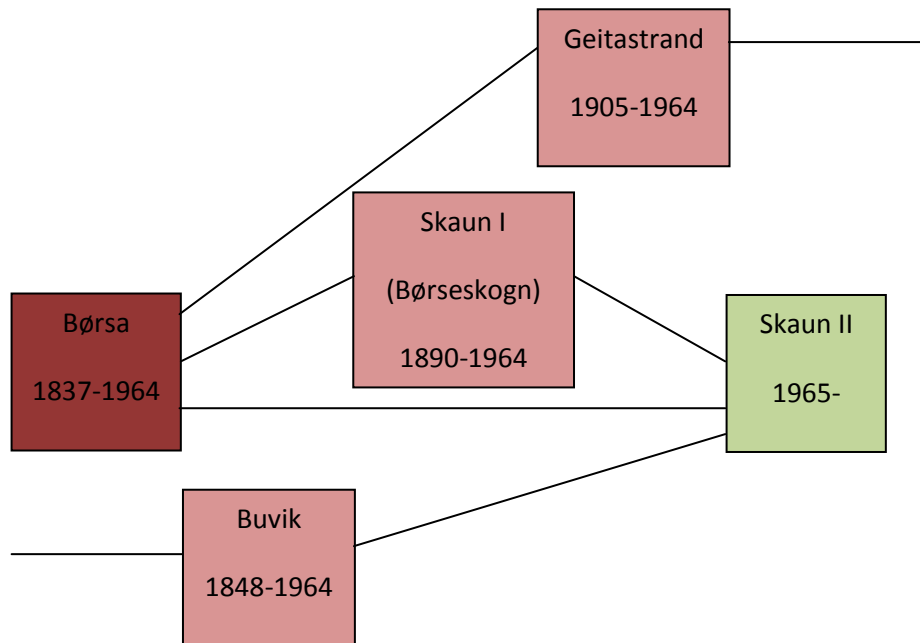 Geitastrand
1905-1964
Skaun I
(Børseskogn)
1890-1964
Børsa
1837-1964
Skaun II
1965-
Buvik
1848-1964